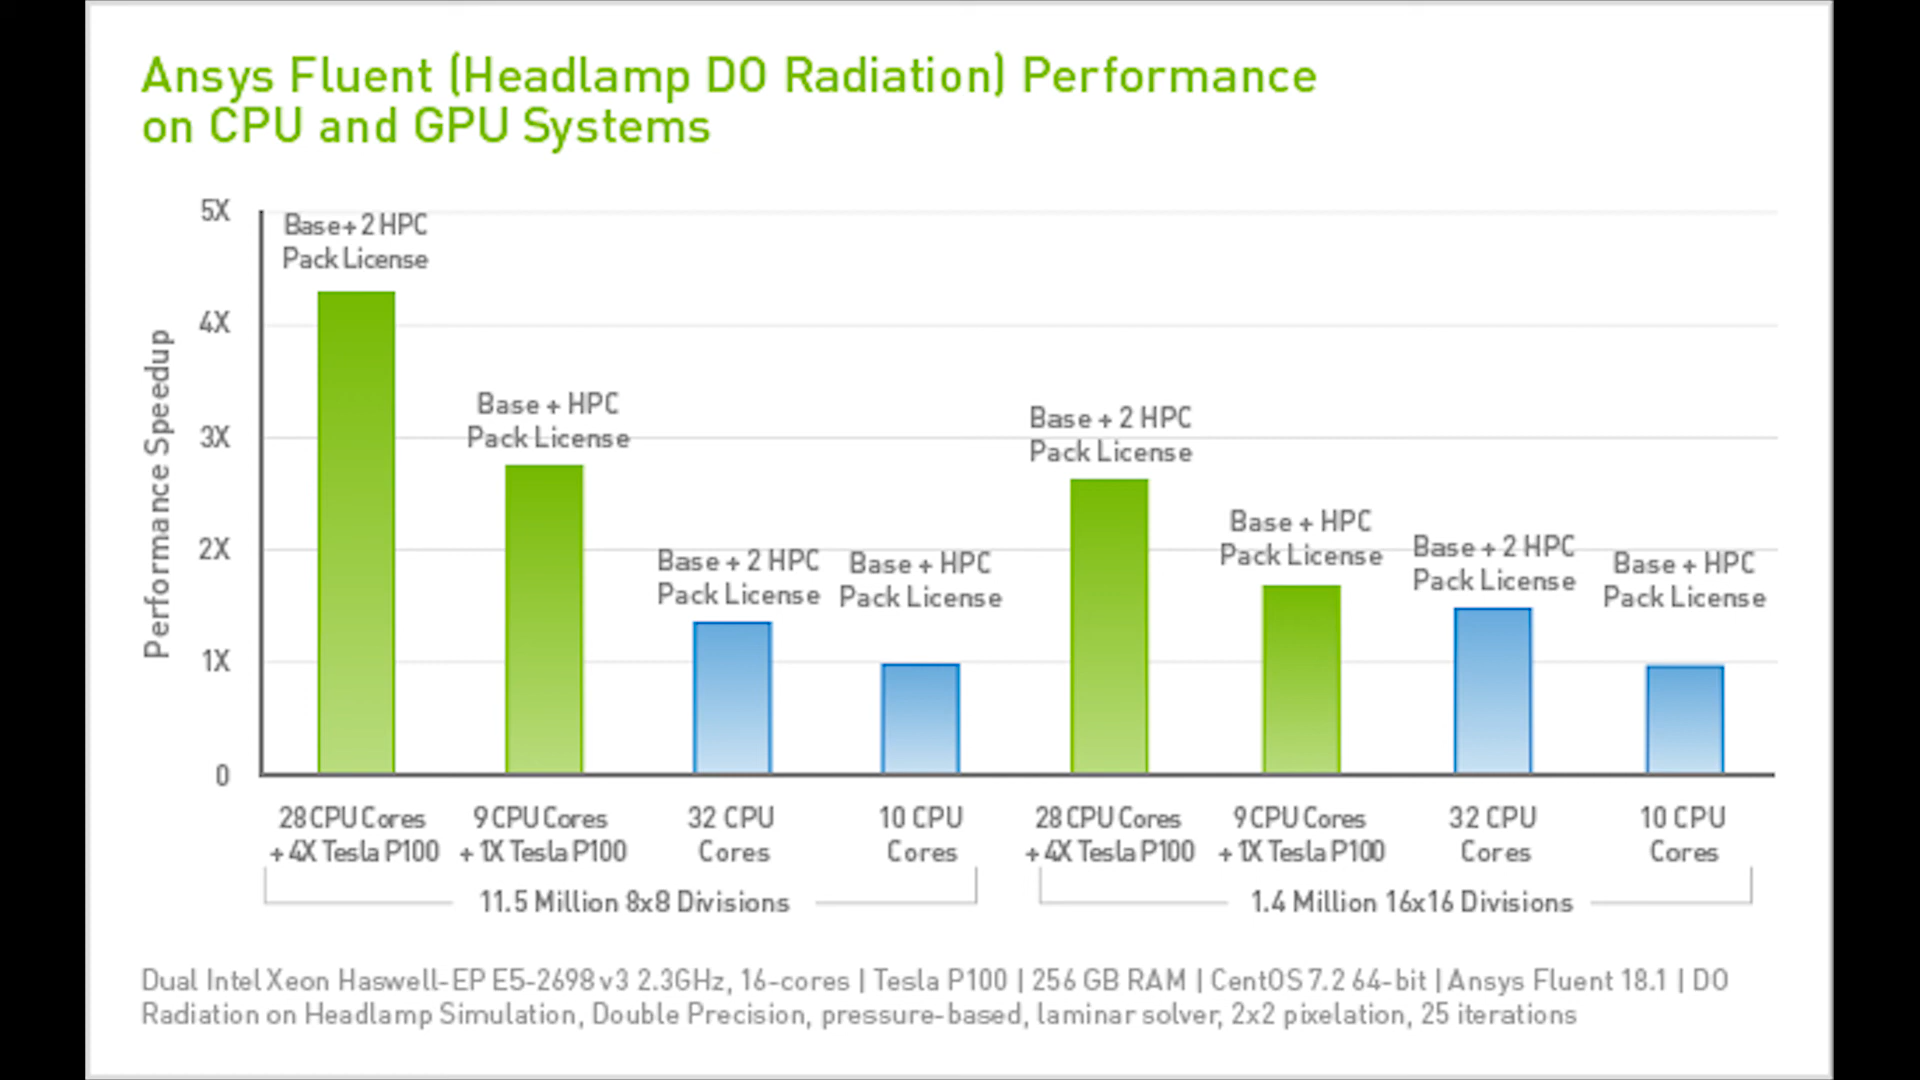 Ansys Fluent (Headlamp DO Radiation) Performance
on CPU and GPU Systems
Performance Speedup
5X
4X
3X
2X
1X
0
Base + 2 HPC
Pack License
Base + HPC
Pack License
Base + 2 HPC
Pack License
Base + HPC
Pack License
Base + 2 HPC
Pack License
Base + HPC
Pack License
Base + 2 HPC
Pack License
Base + HPC
Pack License
28 CPU Cores
+ 4X Tesla P100
9 CPU Cores
+ 1X Tesla P100
32 CPU
Cores
10 CPU
Cores
28 CPU Cores
+ 4X Tesla P100
9 CPU Cores
+ 1X Tesla P100
32 CPU
Cores
10 CPU
Cores
11.5 Million 8x8 Divisions
1.4 Million 16x16 Divisions
Dual Intel Xeon Haswell-EP E5-2698 v3 2.3GHz, 16-cores | Tesla P100 | 256 GB RAM | CentOS 7.2 64-bit | Ansys Fluent 18.1 | DO
Radiation on Headlamp Simulation, Double Precision, pressure-based, laminar solver, 2x2 pixelation, 25 iterations